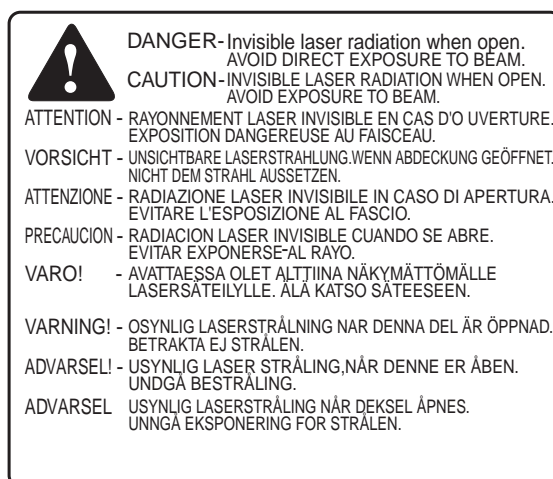 DANGER-Invisible laser radiation when open.
AVOID DIRECT EXPOSURE TO BEAM.
CAUTION-INVISIBLE LASER RADIATION WHEN OPEN.
AVOID EXPOSURE TO BEAM.
ATTENTION - RAYONNEMENT LASER INVISIBLE EN CAS D'O UVERTURE.
EXPOSITION DANGEREUSE AU FAISCEAU.
VORSICHT - UNSICHTBARE LASERSTRAHLUNG.WENN ABDECKUNG GEÖFFNET.
NICHT DEM STRAHL AUSSETZEN.
ATTENZIONE - RADIAZIONE LASER INVISIBILE IN CASO DI APERTURA.
EVITARE L'ESPOSIZIONE AL FASCIO.
PRECAUCION - RADIACION LASER INVISIBLE CUANDO SE ABRE.
EVITAR EXPONERSE-AL RAYO.
VARO! - AVATTAESSA OLET ALTTIINA NÄKYMÄTTÖMÄLLE
LASERSÄTEILYLLE. ÄLÄ KATSO SÄTEESEEN.
VARNING! - OSYNLIG LASERSTRÅLNING NAR DENNA DEL ÄR ÖPPNAD.
BETRAKTA EJ STRÅLEN.
ADVARSEL! - USYNLIG LASER STRÅLING,NÅR DENNE ER ÅBEN.
UNDGÅ BESTRÅLING.
ADVARSEL USYNLIG LASERSTRÅLING NÅR DEKSEL ÅPNES.
UNNGÅ EKSPONERING FOR STRÅLEN.